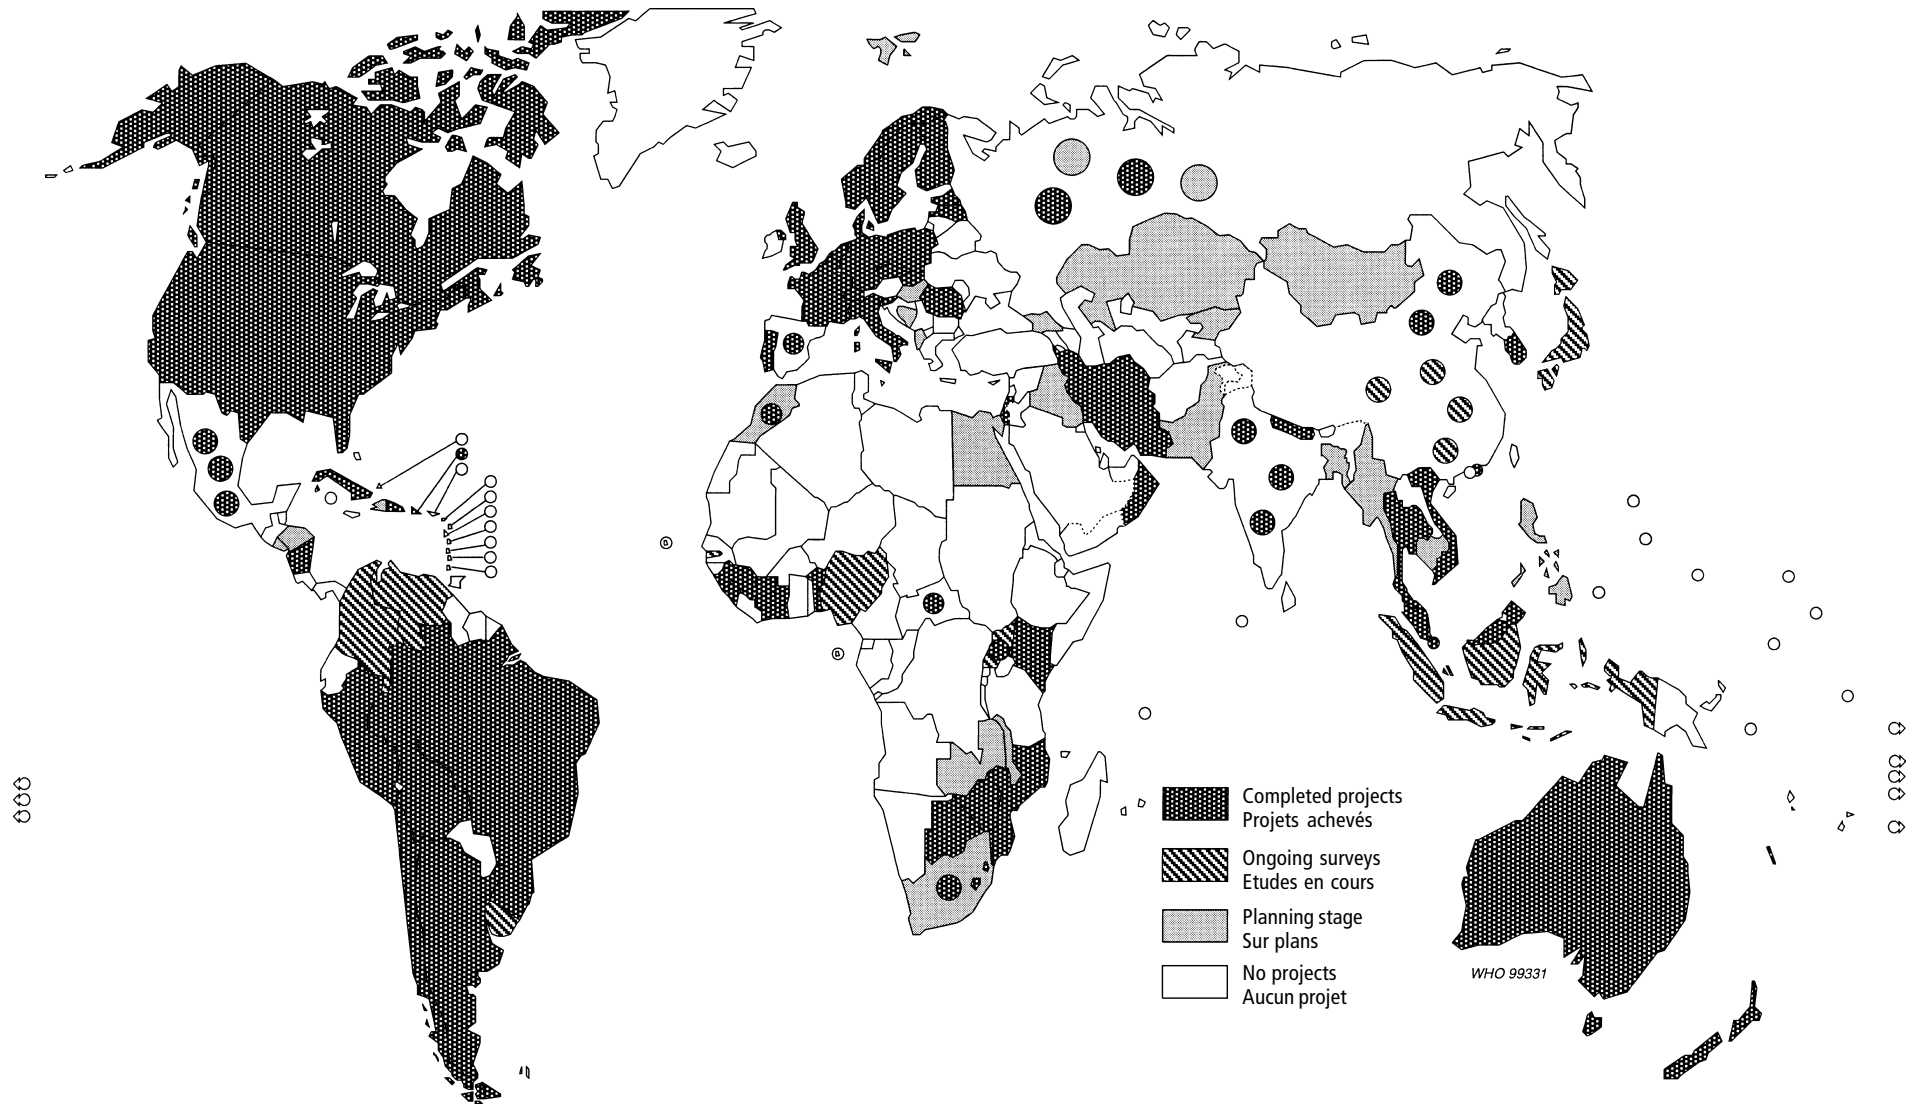 Completed projects
Projets achevés
Ongoing surveys
Etudes en cours
Planning stage
Sur plans
No projects
Aucun projet
WHO 99331